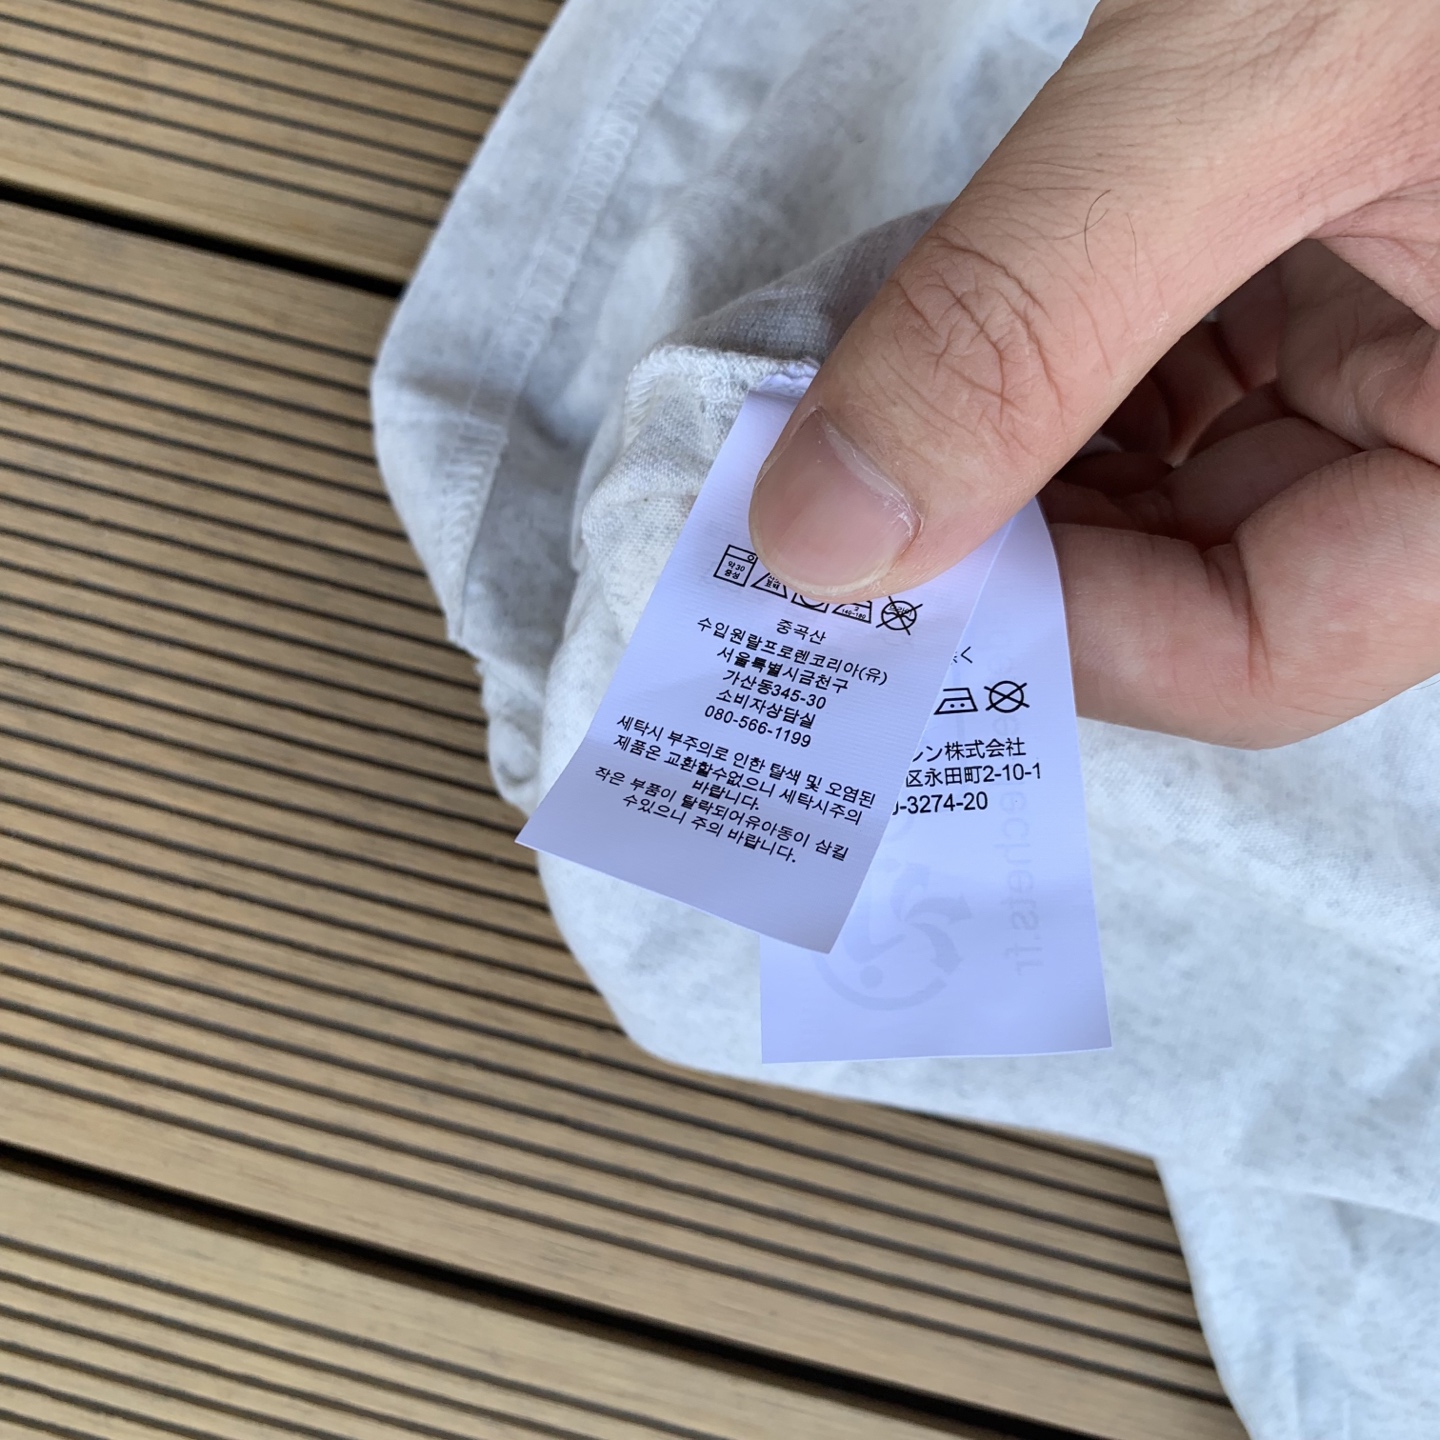 약30
중성
140~160
중곡산
수입원랄프로렌코리아(유)
서울특별시금천구
가산동345-30
소비자상담실
080-566-1199
세탁시 부주의로 인한 탈색 및 오염된
제품은 교환할수없으니 세탁시주의
바랍니다.
작은 부품이 탈락되어유아동이 삼킬
수있으니 주의 바랍니다.
く
ン株式会社
区永田町2-10-1
-3274-20